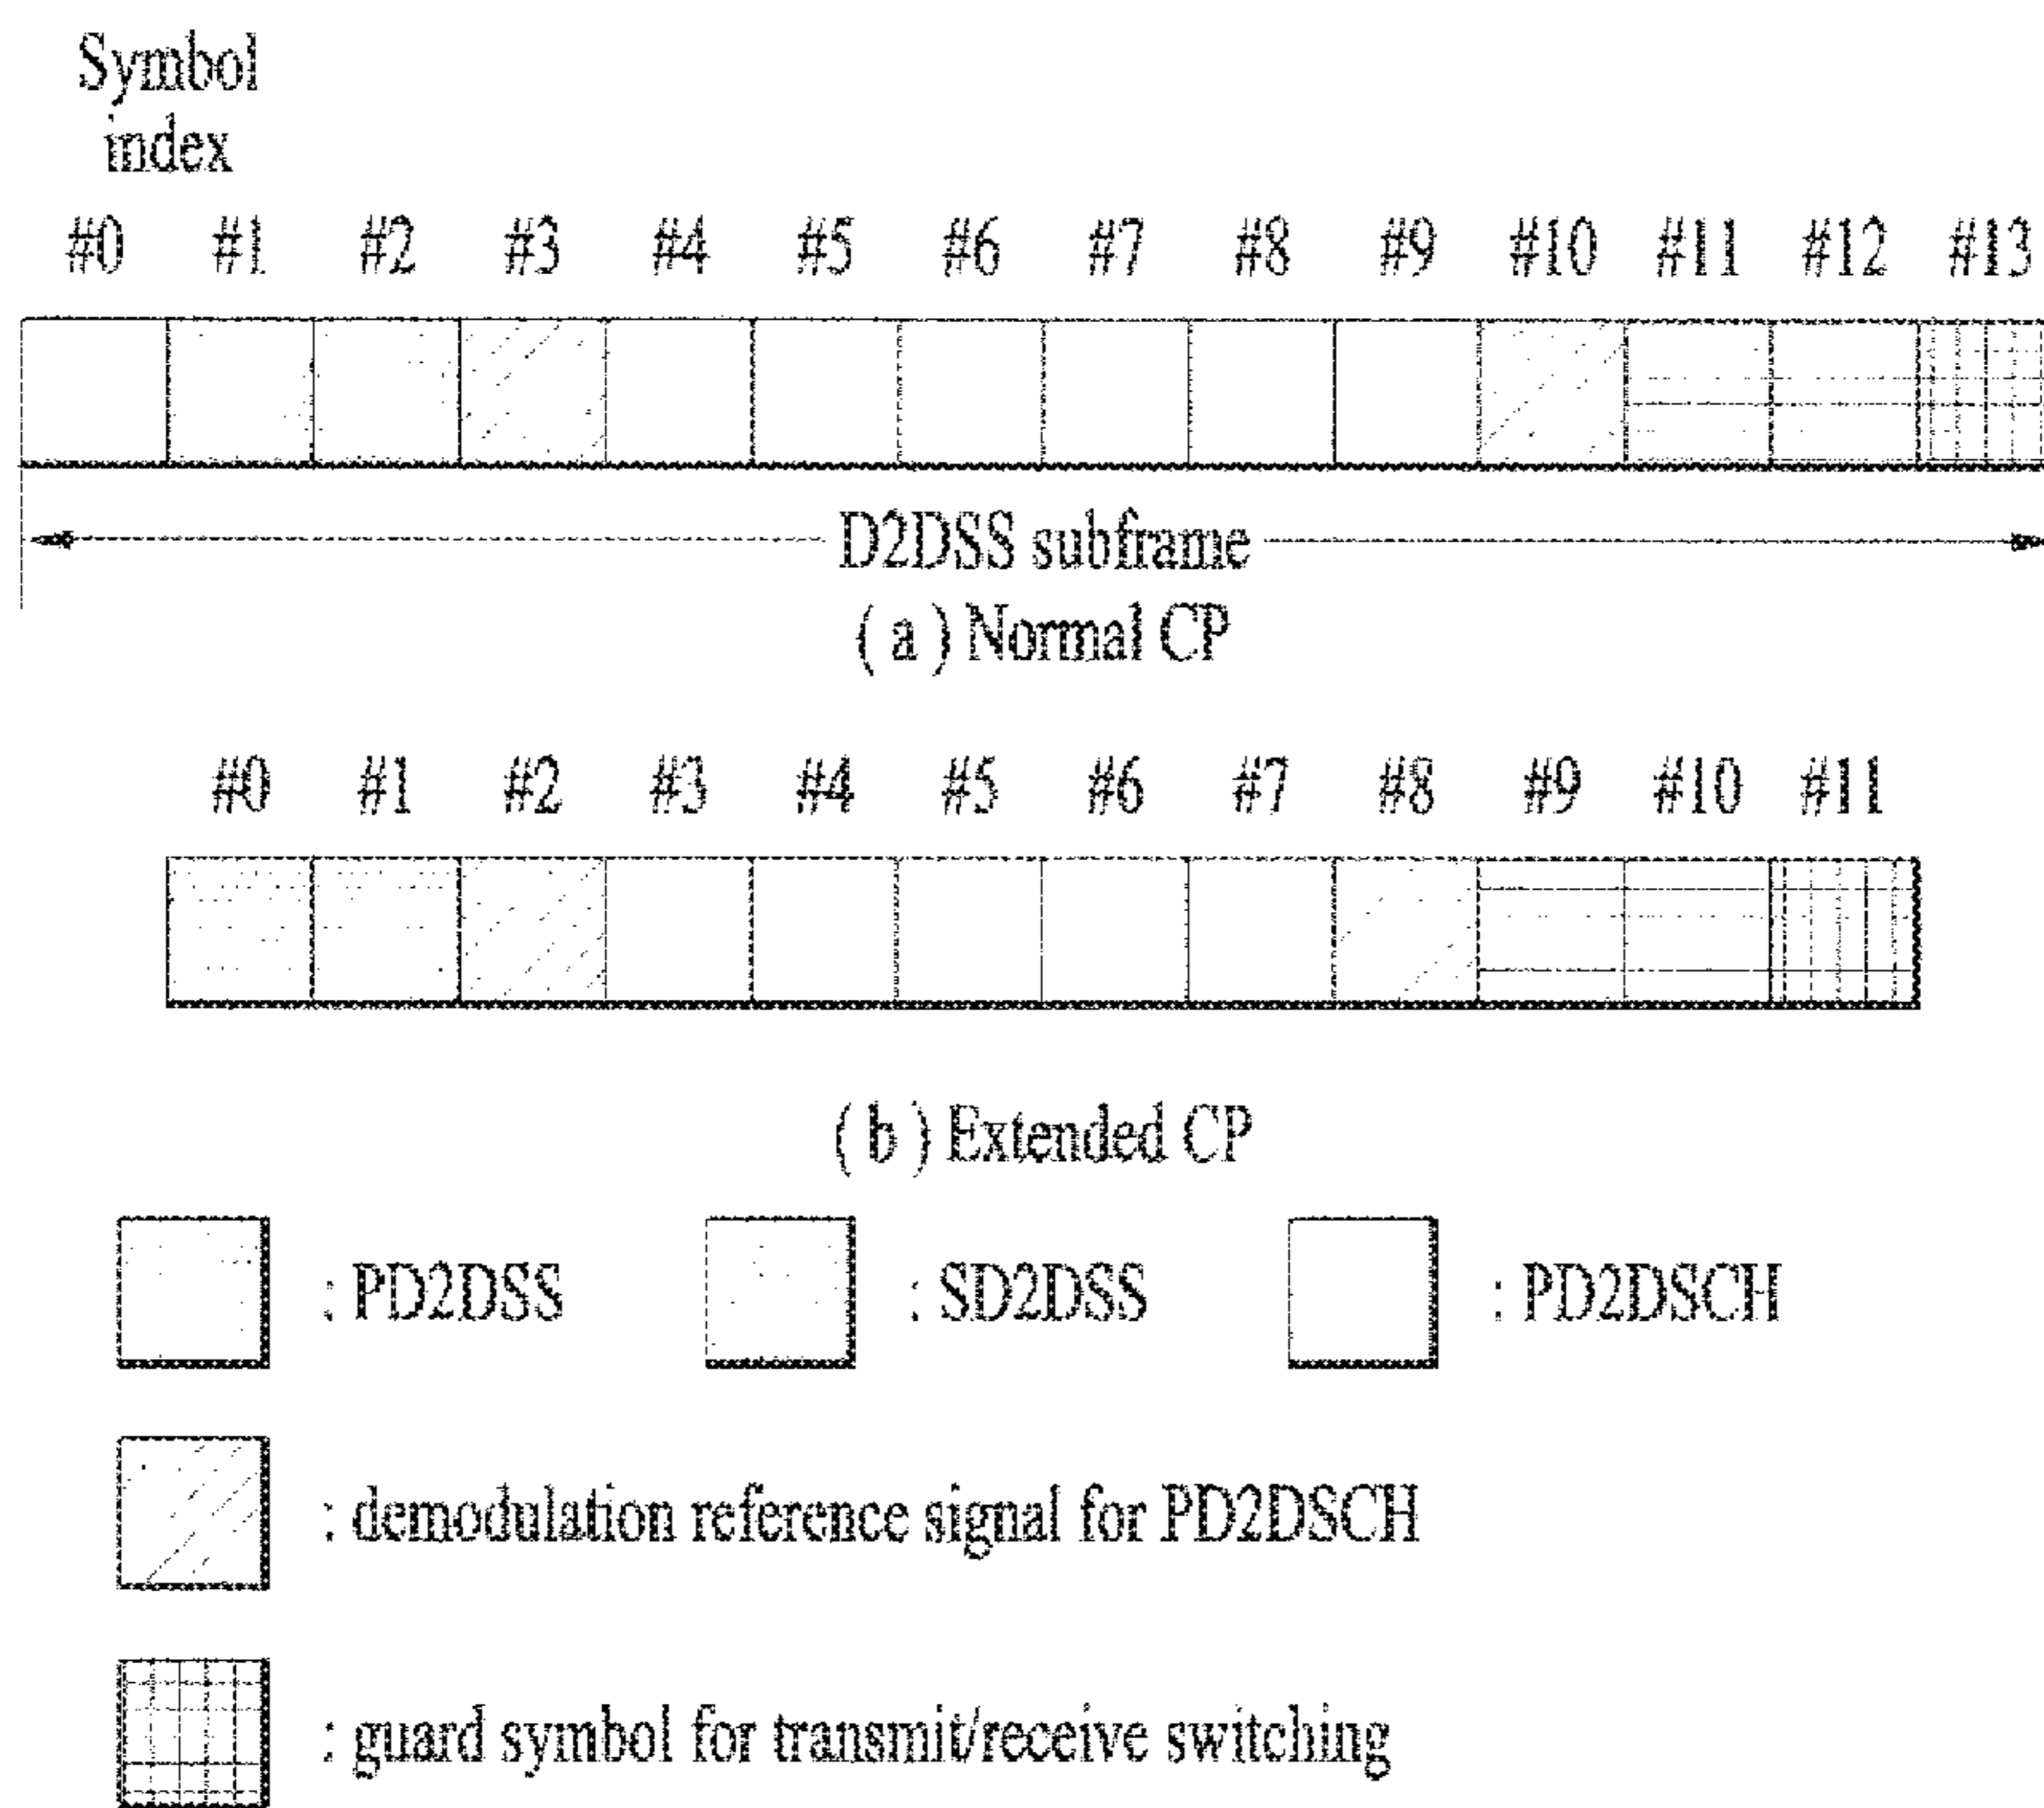 Symbol
index
#0 #1 #2 #3 #4 #5 #6 #7 #8 #9 #10 #11 #12 #13
D2DSS subframe
( a ) Normal CP
#0 #1 #2 #3 #4 #5 #6 #7 #8 #9 #10 #11
( b ) Extended CP
: PD2DSS : SD2DSS : PD2DSCH
: demodulation reference signal for PD2DSCH
: guard symbol for transmit/receive switching